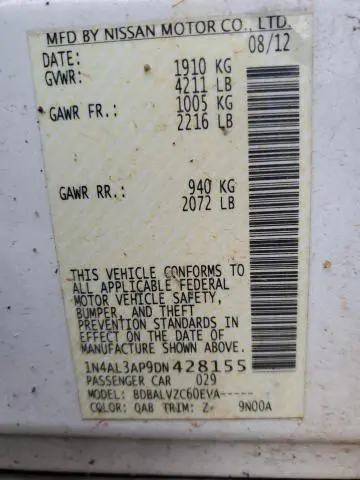 MFD BY NISSAN MOTOR CO., LTD.
DATE: 08/12
GVWR: 1910 KG
4211 LB
GAWR FR.: 1005 KG
2216 LB
GAWR RR.: 940 KG
2072 LB
THIS VEHICLE CONFORMS TO
ALL APPLICABLE FEDERAL
MOTOR VEHICLE SAFETY,
BUMPER, AND THEFT
PREVENTION STANDARDS IN
EFFECT ON THE DATE OF
MANUFACTURE SHOWN ABOVE.
1N4AL3AP9DN 428155
PASSENGER CAR 029
MODEL: BDBALVZC60EVA-----
COLOR: QAB TRIM: Z- 9N00A